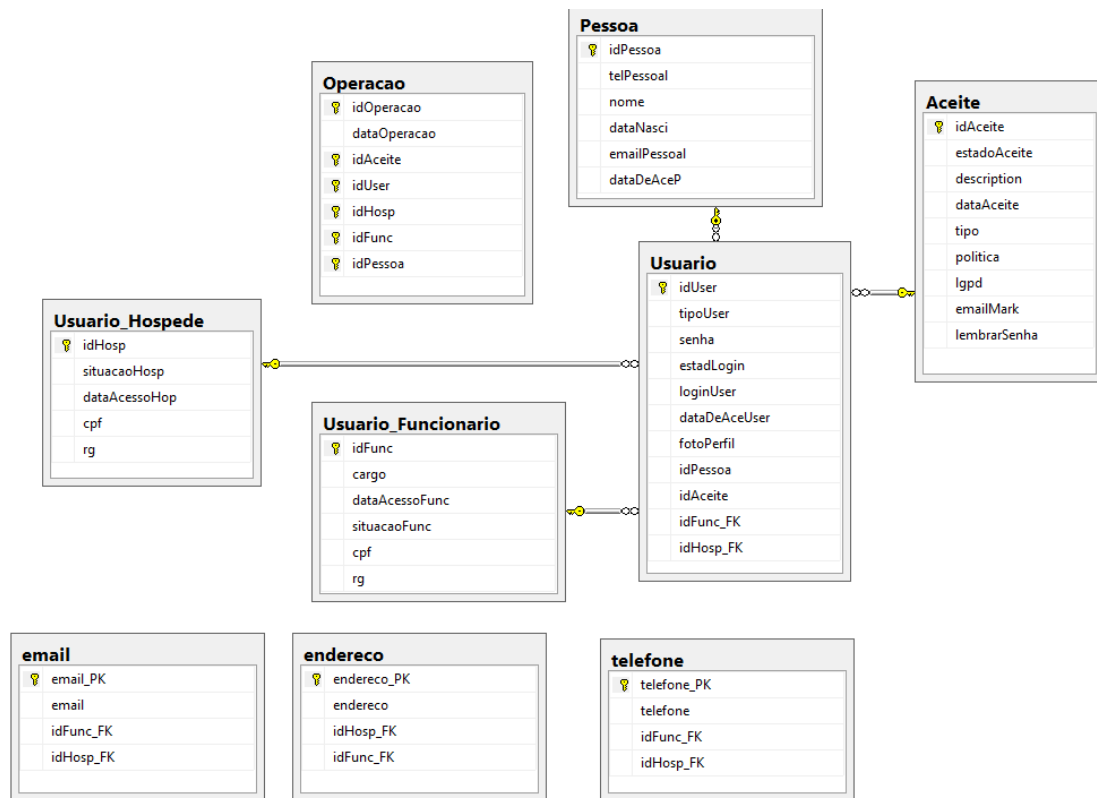 Pessoa
idPessoa
telPessoal
nome
dataNasci
emailPessoal
dataDeAceP
Operacao
idOperacao
dataOperacao
idAceite
idUser
idHosp
idFunc
idPessoa
Aceite
idAceite
estadoAceite
description
dataAceite
tipo
politica
lgpd
emailMark
lembrarSenha
Usuario
idUser
tipoUser
senha
estadLogin
loginUser
dataDeAceUser
fotoPerfil
idPessoa
idAceite
idFunc_FK
idHosp_FK
Usuario_Hospede
idHosp
situacaoHosp
dataAcessoHop
cpf
rg
Usuario_Funcionario
idFunc
cargo
dataAcessoFunc
situacaoFunc
cpf
rg
email
email_PK
email
idFunc_FK
idHosp_FK
endereco
endereco_PK
endereco
idHosp_FK
idFunc_FK
telefone
telefone_PK
telefone
idFunc_FK
idHosp_FK